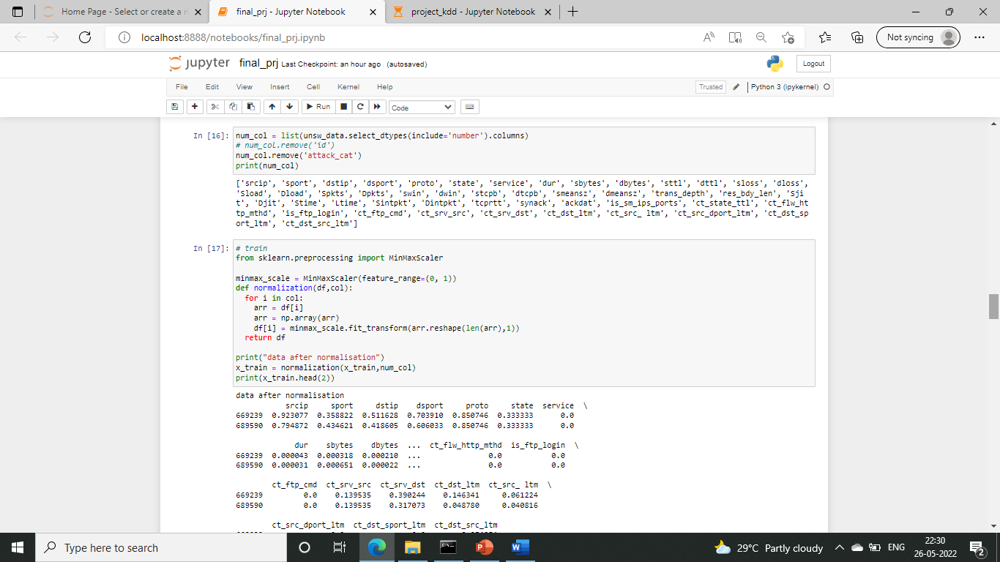 Home Page - Select or create a n
final_prj - Jupyter Notebook
project_kdd - Jupyter Notebook
localhost:8888/notebooks/final_prj.ipynb
Not syncing
jupyter final_prj Last Checkpoint: an hour ago (autosaved)
Logout
File Edit View Insert Cell Kernel Help
Trusted
Python 3 (ipykernel)
Run
Code
In [16]: num_col = list(unsw_data.select_dtypes(include='number').columns)
# num_col.remove('id')
num_col.remove('attack_cat')
print(num_col)
['srcip', 'sport', 'dstip', 'dsport', 'proto', 'state', 'service', 'dur', 'sbytes', 'dbytes', 'sttl', 'dttl', 'sloss', 'dloss',
'Sload', 'Dload', 'Spkts', 'Dpkts', 'swin', 'dwin', 'stcpb', 'dtcpb', 'smeansz', 'dmeansz', 'trans_depth', 'res_bdy_len', 'Sji
t', 'Djit', 'Stime', 'Ltime', 'Sintpkt', 'Dintpkt', 'tcprtt', 'synack', 'ackdat', 'is_sm_ips_ports', 'ct_state_ttl', 'ct_flw_ht
tp_mthd', 'is_ftp_login', 'ct_ftp_cmd', 'ct_srv_src', 'ct_srv_dst', 'ct_dst_ltm', 'ct_src_ ltm', 'ct_src_dport_ltm', 'ct_dst_sp
ort_ltm', 'ct_dst_src_ltm']
In [17]: # train
from sklearn.preprocessing import MinMaxScaler
minmax_scale = MinMaxScaler(feature_range=(0, 1))
def normalization(df,col):
for i in col:
arr = df[i]
arr = np.array(arr)
df[i] = minmax_scale.fit_transform(arr.reshape(len(arr),1))
return df
print("data after normalisation")
x_train = normalization(x_train,num_col)
print(x_train.head(2))
data after normalisation
srcip sport dstip dsport proto state service \
669239 0.923077 0.358822 0.511628 0.703910 0.850746 0.333333 0.0
689590 0.794872 0.434621 0.418605 0.606033 0.850746 0.333333 0.0
dur sbytes dbytes ... ct_flw_http_mthd is_ftp_login \
669239 0.000043 0.000318 0.000210 ... 0.0 0.0
689590 0.000031 0.000651 0.000022 ... 0.0 0.0
ct_ftp_cmd ct_srv_src ct_srv_dst ct_dst_ltm ct_src_ ltm \
669239 0.0 0.139535 0.390244 0.146341 0.061224
689590 0.0 0.139535 0.317073 0.048780 0.040816
ct_src_dport_ltm ct_dst_sport_ltm ct_dst_src_ltm
Type here to search
29°C Partly cloudy
ENG
22:30
26-05-2022
2